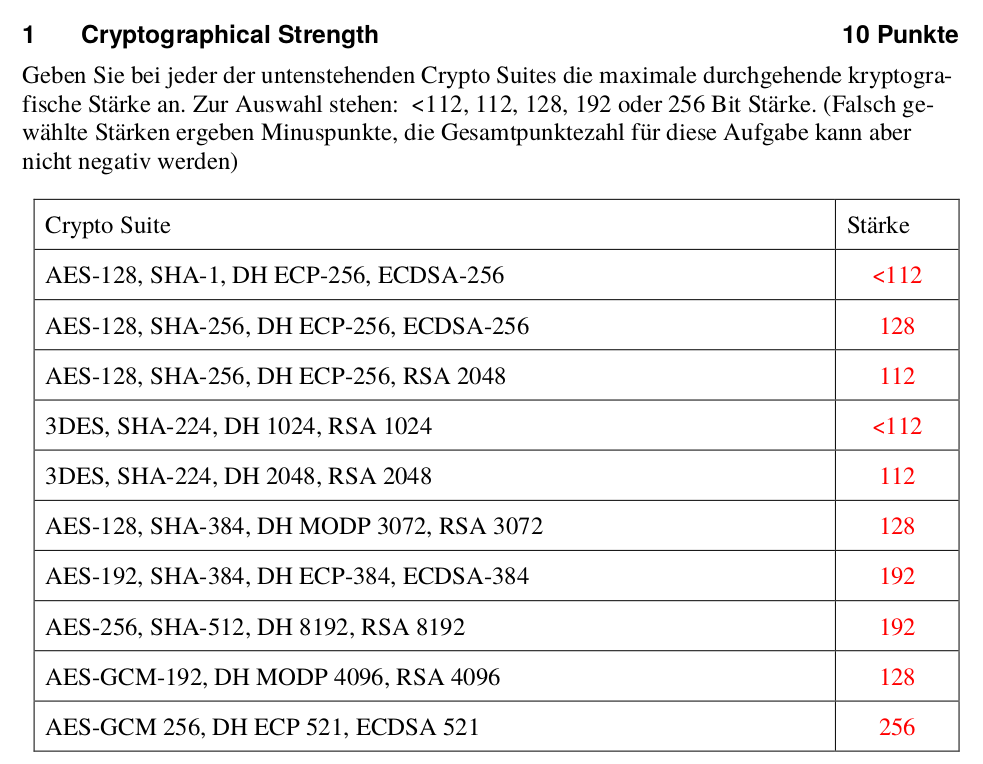 1 Cryptographical Strength 10 Punkte
Geben Sie bei jeder der untenstehenden Crypto Suites die maximale durchgehende kryptogra-
fische Stärke an. Zur Auswahl stehen: <112, 112, 128, 192 oder 256 Bit Stärke. (Falsch ge-
wählte Stärken ergeben Minuspunkte, die Gesamtpunktezahl für diese Aufgabe kann aber
nicht negativ werden)
Crypto Suite Stärke
AES-128, SHA-1, DH ECP-256, ECDSA-256 <112
AES-128, SHA-256, DH ECP-256, ECDSA-256 128
AES-128, SHA-256, DH ECP-256, RSA 2048 112
3DES, SHA-224, DH 1024, RSA 1024 <112
3DES, SHA-224, DH 2048, RSA 2048 112
AES-128, SHA-384, DH MODP 3072, RSA 3072 128
AES-192, SHA-384, DH ECP-384, ECDSA-384 192
AES-256, SHA-512, DH 8192, RSA 8192 192
AES-GCM-192, DH MODP 4096, RSA 4096 128
AES-GCM 256, DH ECP 521, ECDSA 521 256